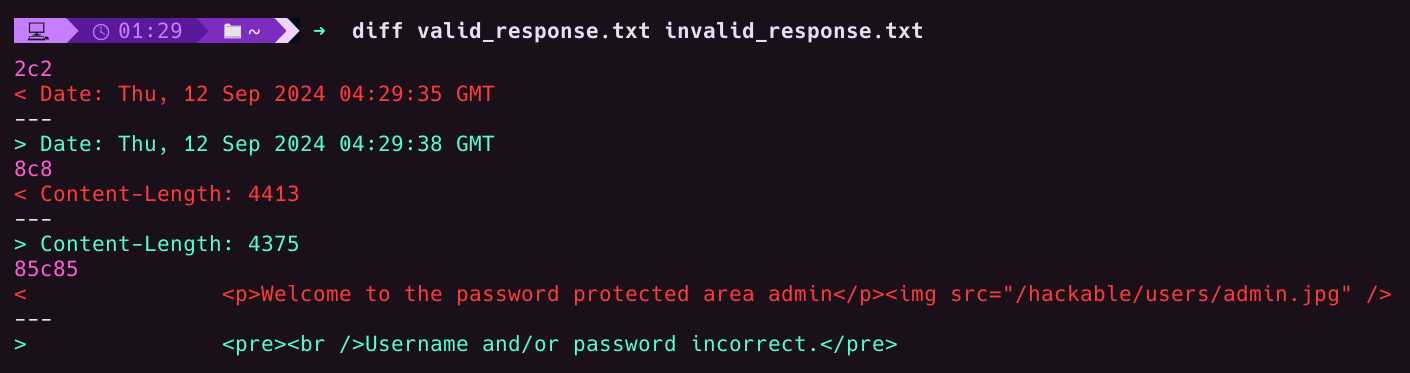 01:29 ~ → diff valid_response.txt invalid_response.txt
2c2
< Date: Thu, 12 Sep 2024 04:29:35 GMT
---
> Date: Thu, 12 Sep 2024 04:29:38 GMT
8c8
< Content-Length: 4413
---
> Content-Length: 4375
85c85
<               <p>Welcome to the password protected area admin</p><img src="/hackable/users/admin.jpg" />
---
>               <pre><br />Username and/or password incorrect.</pre>